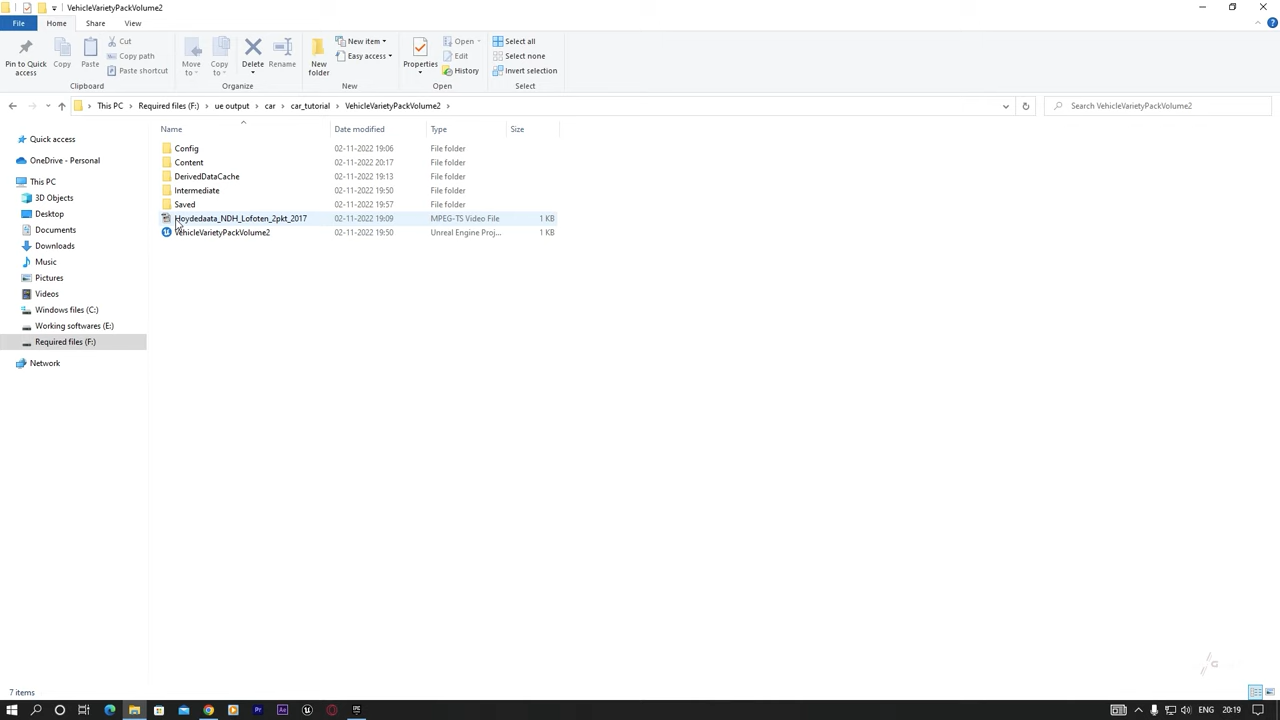 VehicleVarietyPackVolume2
File Home Share View
Pin to Quick access
Copy
Paste
Cut
Copy path
Paste shortcut
Clipboard
Move to
Copy to
Delete
Rename
Organize
New folder
New item
Easy access
New
Properties
Open
Edit
History
Open
Select all
Select none
Invert selection
Select
This PC > Required files (F:) > ue output > car > car_tutorial > VehicleVarietyPackVolume2 >
Search VehicleVarietyPackVolume2
Quick access
OneDrive - Personal
This PC
3D Objects
Desktop
Documents
Downloads
Music
Pictures
Videos
Windows files (C:)
Working softwares (E:)
Required files (F:)
Network
Name Date modified Type Size
Config 02-11-2022 19:06 File folder
Content 02-11-2022 20:17 File folder
DerivedDataCache 02-11-2022 19:13 File folder
Intermediate 02-11-2022 19:50 File folder
Saved 02-11-2022 19:57 File folder
Hoydedaata_NDH_Lofoten_2pkt_2017 02-11-2022 19:09 MPEG-TS Video File 1 KB
VehicleVarietyPackVolume2 02-11-2022 19:50 Unreal Engine Proj... 1 KB
7 items
ENG 20:19